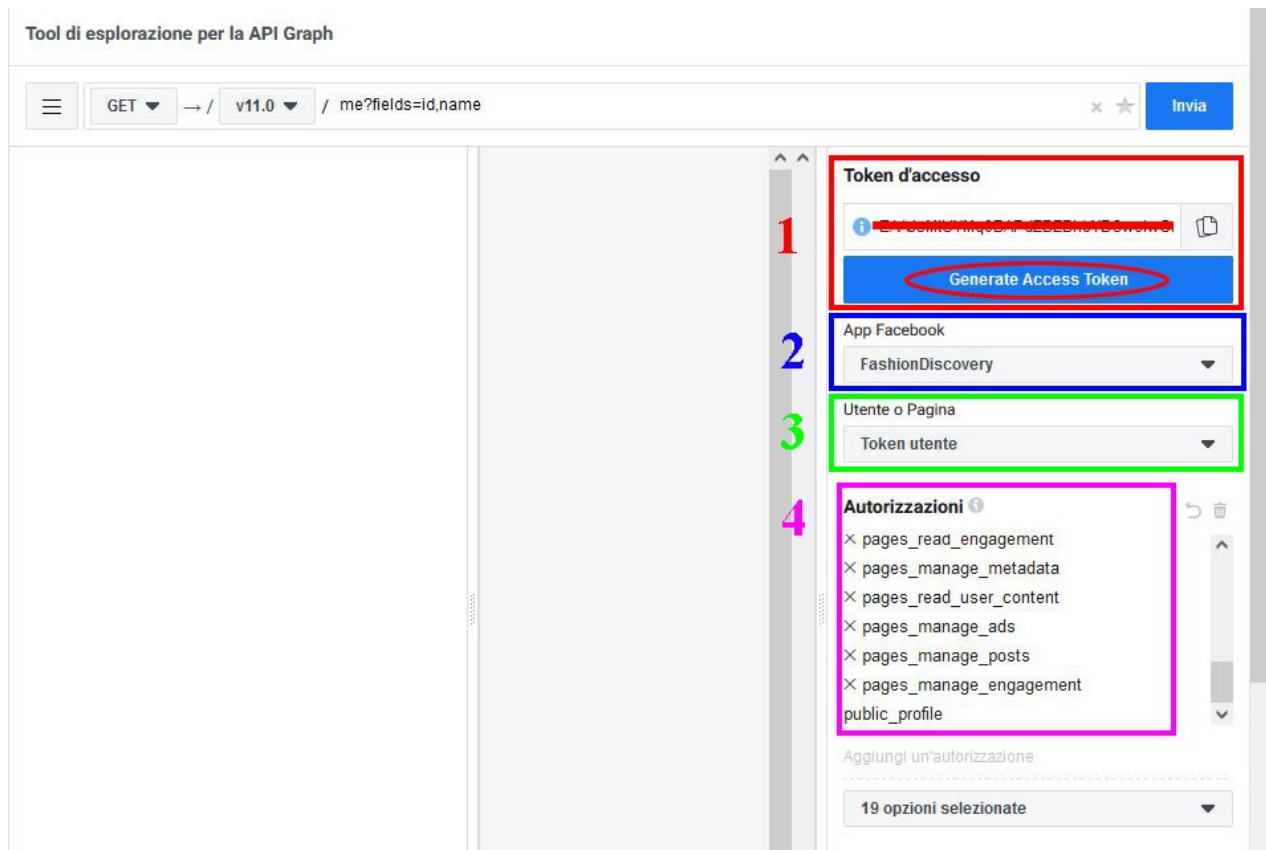 Tool di esplorazione per la API Graph
GET → / v11.0 / me?fields=id,name Invia
1
Token d'accesso
Generate Access Token
2
App Facebook
FashionDiscovery
3
Utente o Pagina
Token utente
4
Autorizzazioni
× pages_read_engagement
× pages_manage_metadata
× pages_read_user_content
× pages_manage_ads
× pages_manage_posts
× pages_manage_engagement
public_profile
Aggiungi un'autorizzazione
19 opzioni selezionate